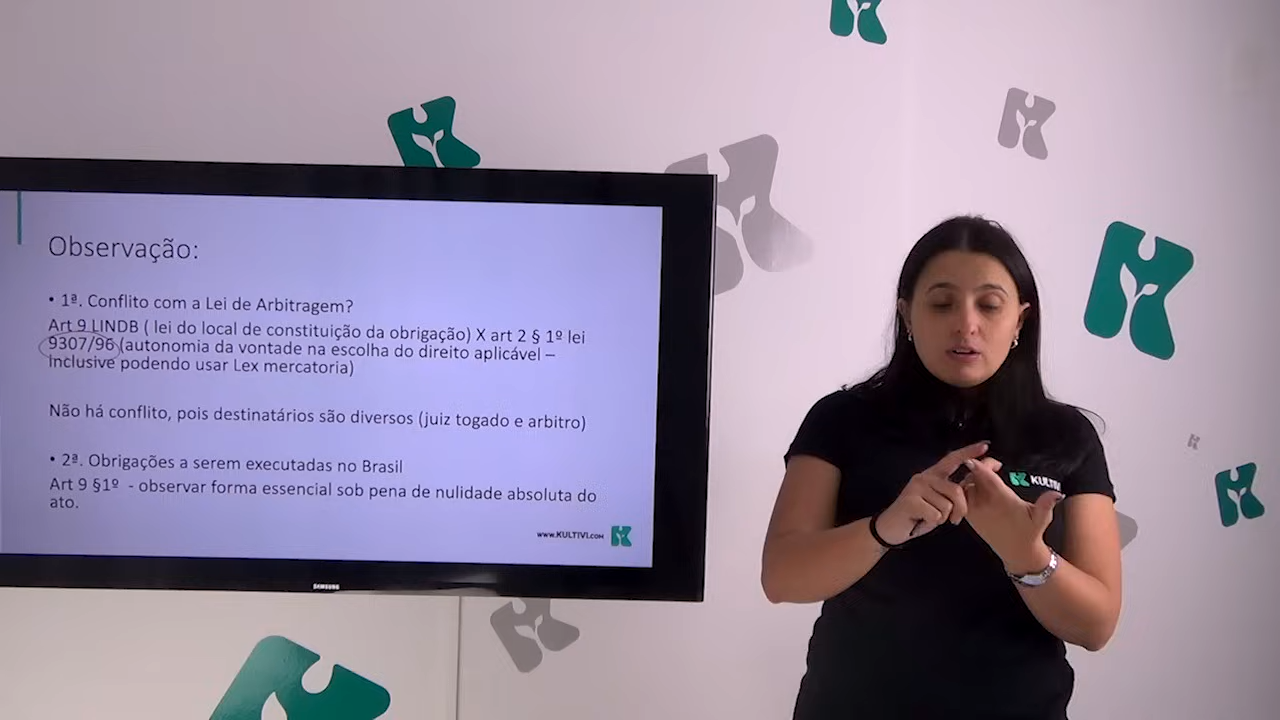 Observação:
• 1ª. Conflito com a Lei de Arbitragem?
Art 9 LINDB ( lei do local de constituição da obrigação) X art 2 § 1º lei
9307/96 (autonomia da vontade na escolha do direito aplicável –
Inclusive podendo usar Lex mercatoria)
Não há conflito, pois destinatários são diversos (juiz togado e arbitro)
• 2ª. Obrigações a serem executadas no Brasil
Art 9 §1º - observar forma essencial sob pena de nulidade absoluta do
ato.
www.KULTIVI.com
SAMSUNG
KULTIVI